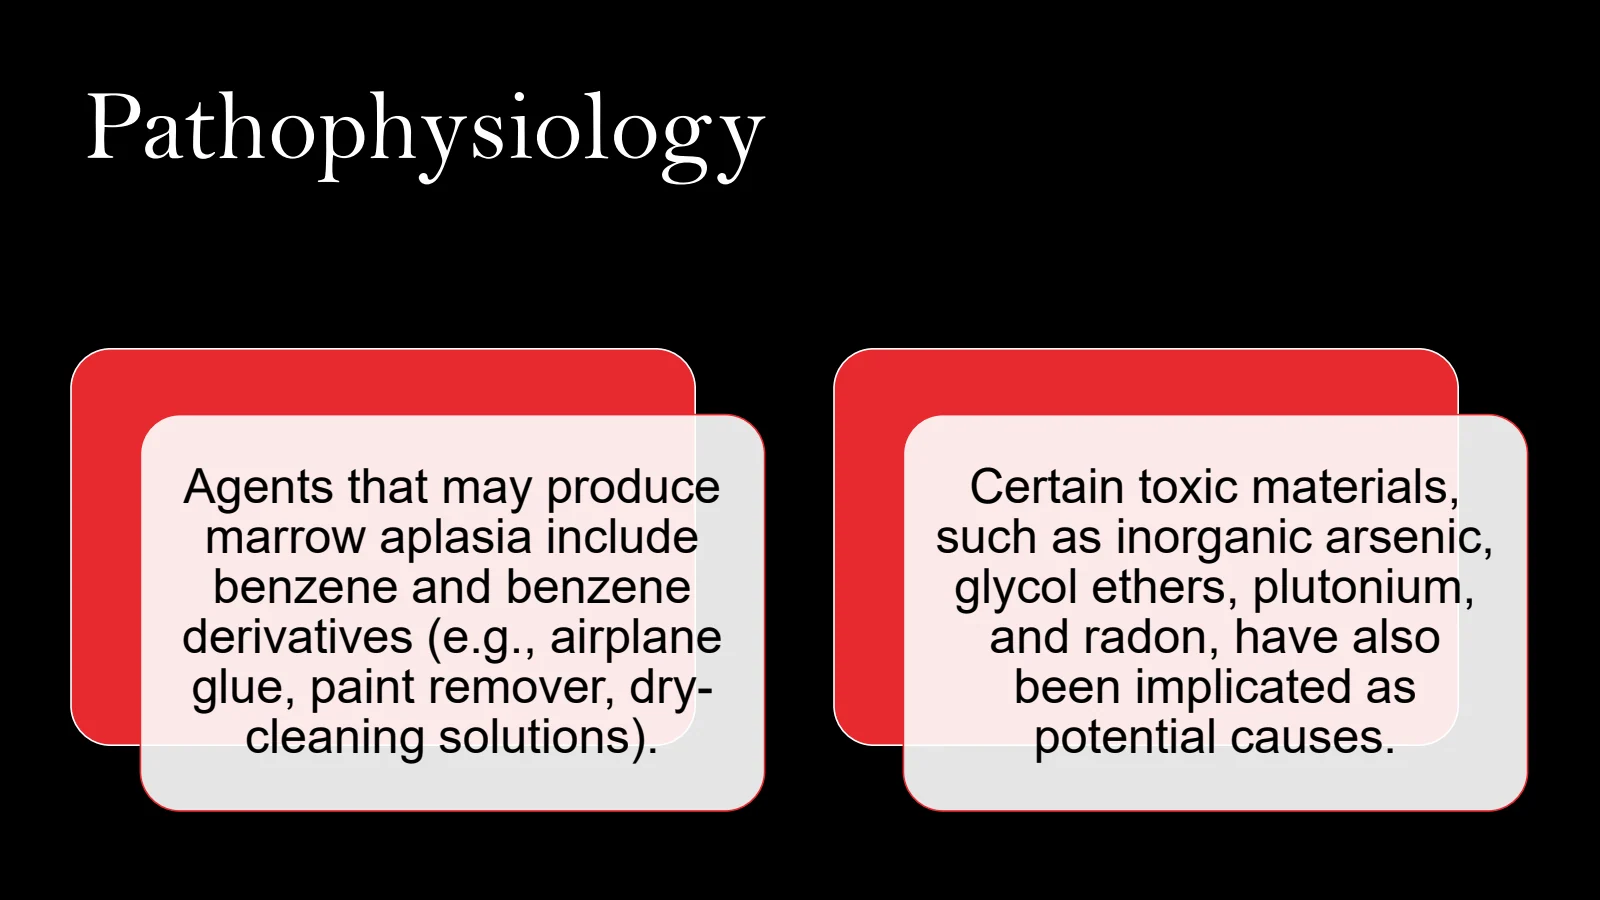 Pathophysiology
Agents that may produce
marrow aplasia include
benzene and benzene
derivatives (e.g., airplane
glue, paint remover, dry-
cleaning solutions).
Certain toxic materials,
such as inorganic arsenic,
glycol ethers, plutonium,
and radon, have also
been implicated as
potential causes.